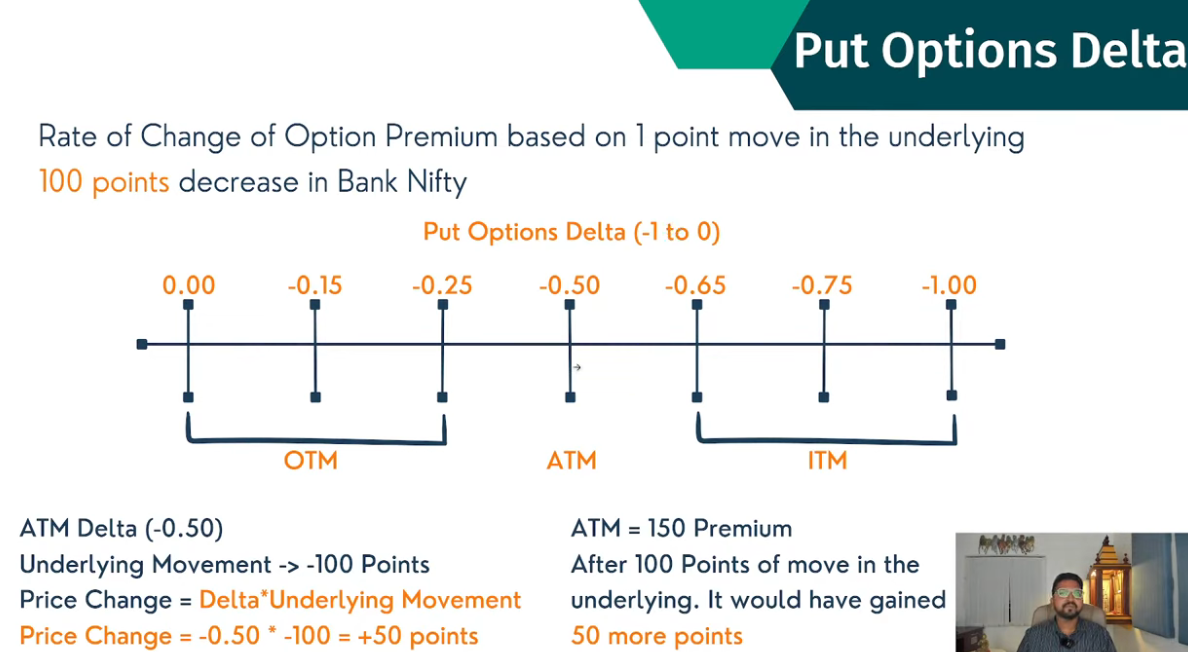 Put Options Delta
Rate of Change of Option Premium based on 1 point move in the underlying
100 points decrease in Bank Nifty
Put Options Delta (-1 to 0)
0.00 -0.15 -0.25 -0.50 -0.65 -0.75 -1.00
OTM ATM ITM
ATM Delta (-0.50)
Underlying Movement -> -100 Points
Price Change = Delta*Underlying Movement
Price Change = -0.50 * -100 = +50 points
ATM = 150 Premium
After 100 Points of move in the
underlying. It would have gained
50 more points